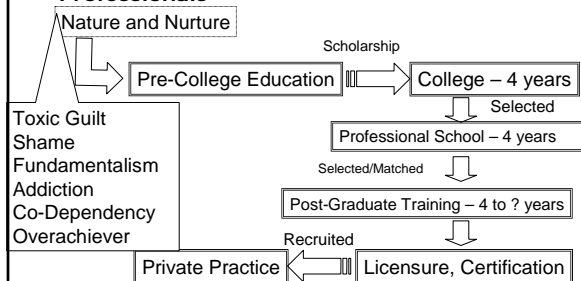 Professionals
Nature and Nurture
Scholarship
Pre-College Education
College – 4 years
Selected
Toxic Guilt
Shame
Fundamentalism
Addiction
Co-Dependency
Overachiever
Professional School – 4 years
Selected/Matched
Post-Graduate Training – 4 to ? years
Recruited
Private Practice
Licensure, Certification